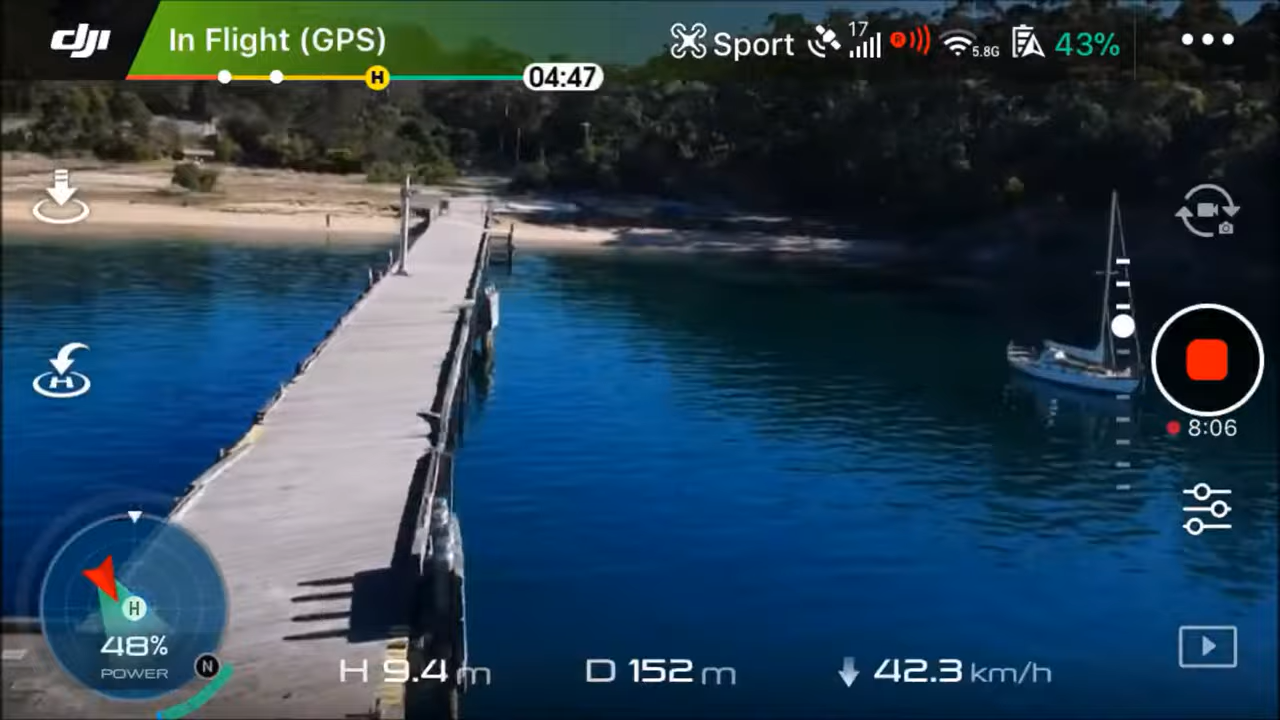 dji
In Flight (GPS)
Sport
17
R
5.8G
43%
H
04:47
H
8:06
H
48%
POWER
N
H 9.4 m
D 152 m
42.3 km/h